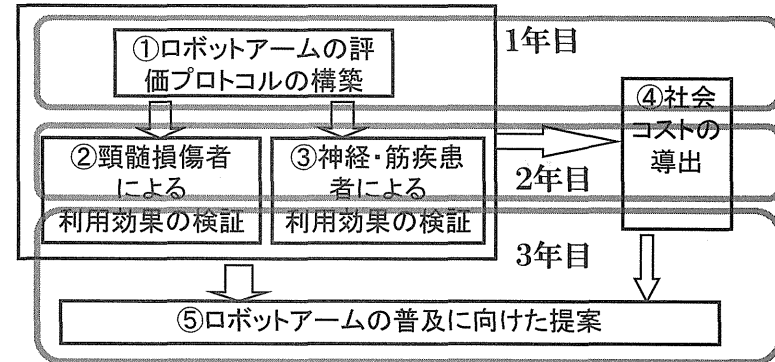 ①ロボットアームの評
価プロトコルの構築
1年目
④社会
コストの
導出
②頸髄損傷者
による
利用効果の検証
③神経・筋疾患
者による
利用効果の検証
2年目
3年目
⑤ロボットアームの普及に向けた提案